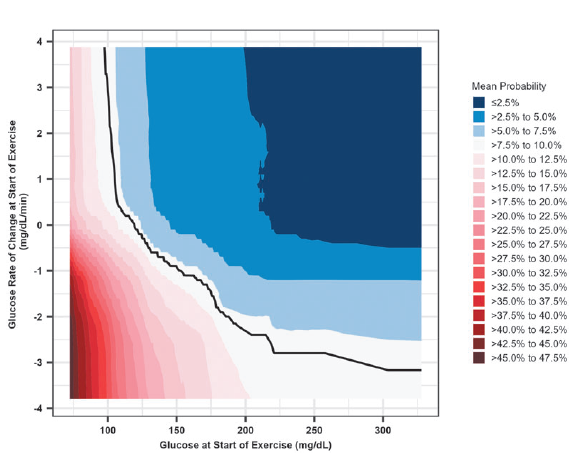 4
3
2
1
0
-1
-2
-3
-4
100
150
200
250
300
Glucose Rate of Change at Start of Exercise
(mg/dL/min)
Glucose at Start of Exercise (mg/dL)
Mean Probability
≤2.5%
>2.5% to 5.0%
>5.0% to 7.5%
>7.5% to 10.0%
>10.0% to 12.5%
>12.5% to 15.0%
>15.0% to 17.5%
>17.5% to 20.0%
>20.0% to 22.5%
>22.5% to 25.0%
>25.0% to 27.5%
>27.5% to 30.0%
>30.0% to 32.5%
>32.5% to 35.0%
>35.0% to 37.5%
>37.5% to 40.0%
>40.0% to 42.5%
>42.5% to 45.0%
>45.0% to 47.5%